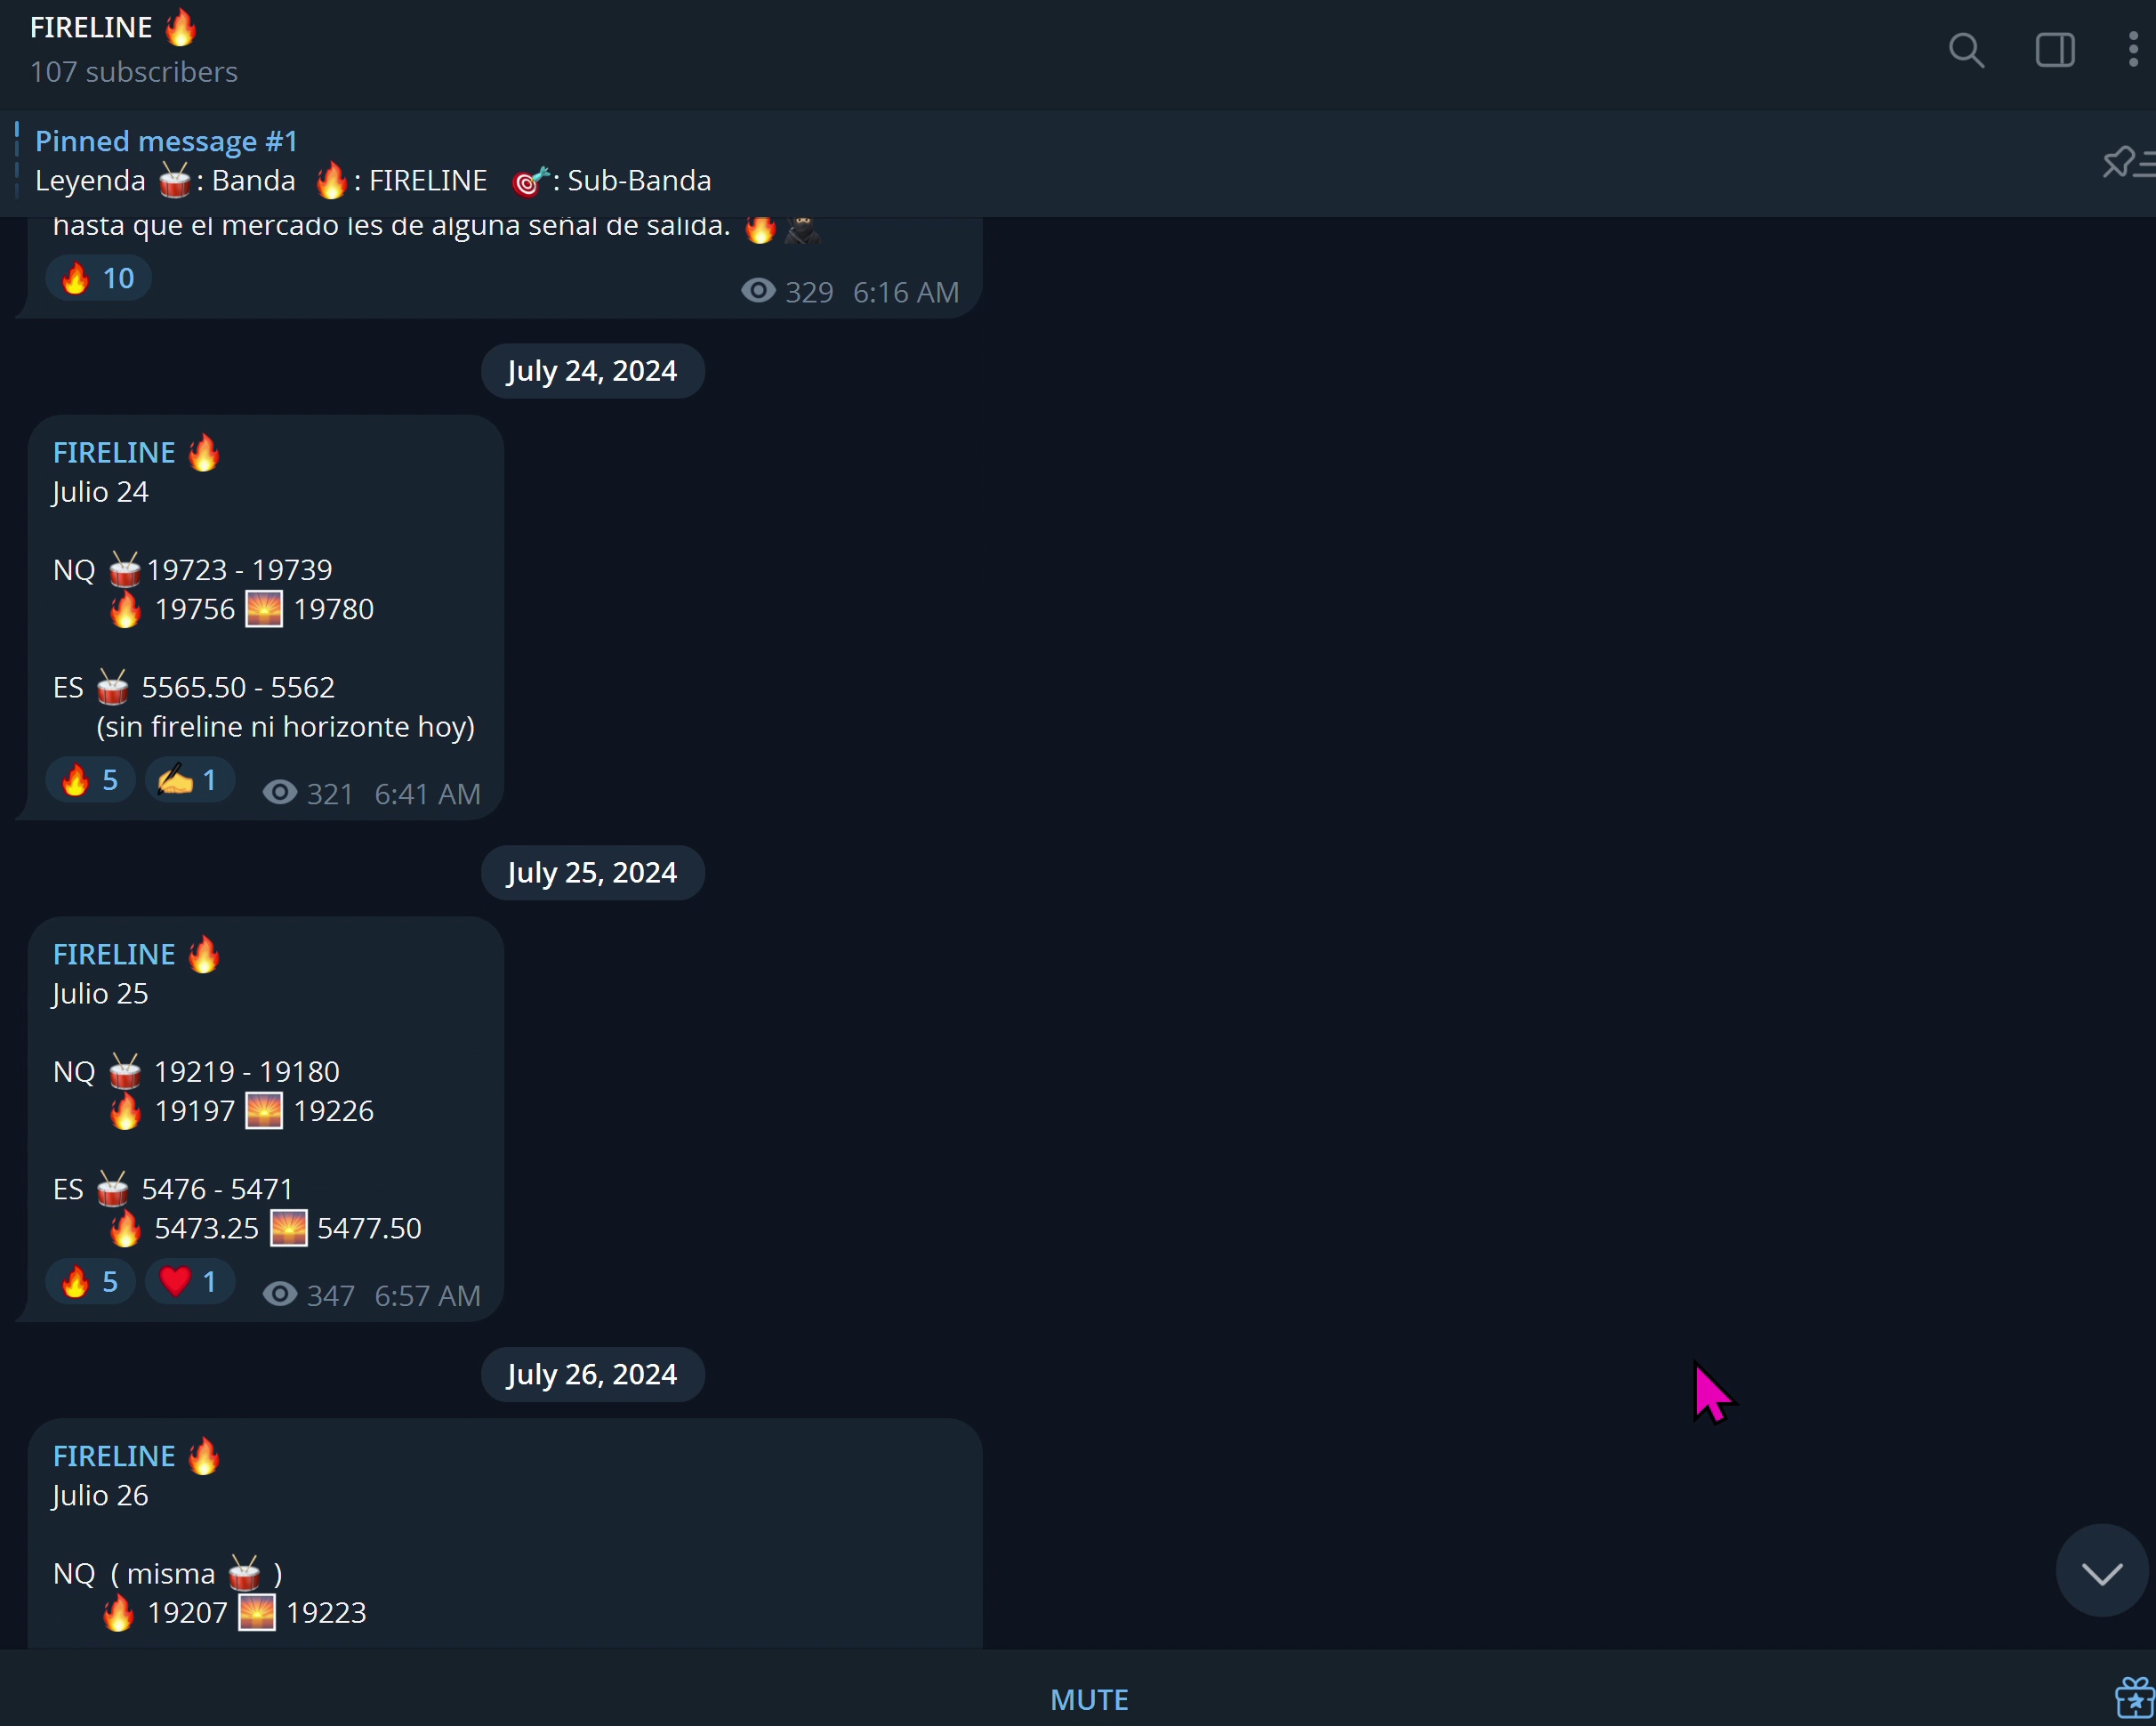 FIRELINE 🔥
107 subscribers
Pinned message #1
Leyenda 🥁: Banda 🔥: FIRELINE 🎯: Sub-Banda
hasta que el mercado les de alguna señal de salida. 🔥🥷
🔥 10
329 6:16 AM
July 24, 2024
FIRELINE 🔥
Julio 24
NQ 🥁19723 - 19739
🔥 19756 🌅 19780
ES 🥁 5565.50 - 5562
(sin fireline ni horizonte hoy)
🔥 5 ✍️ 1 321 6:41 AM
July 25, 2024
FIRELINE 🔥
Julio 25
NQ 🥁 19219 - 19180
🔥 19197 🌅 19226
ES 🥁 5476 - 5471
🔥 5473.25 🌅 5477.50
🔥 5 ❤️ 1 347 6:57 AM
July 26, 2024
FIRELINE 🔥
Julio 26
NQ ( misma 🥁 )
🔥 19207 🌅 19223
MUTE